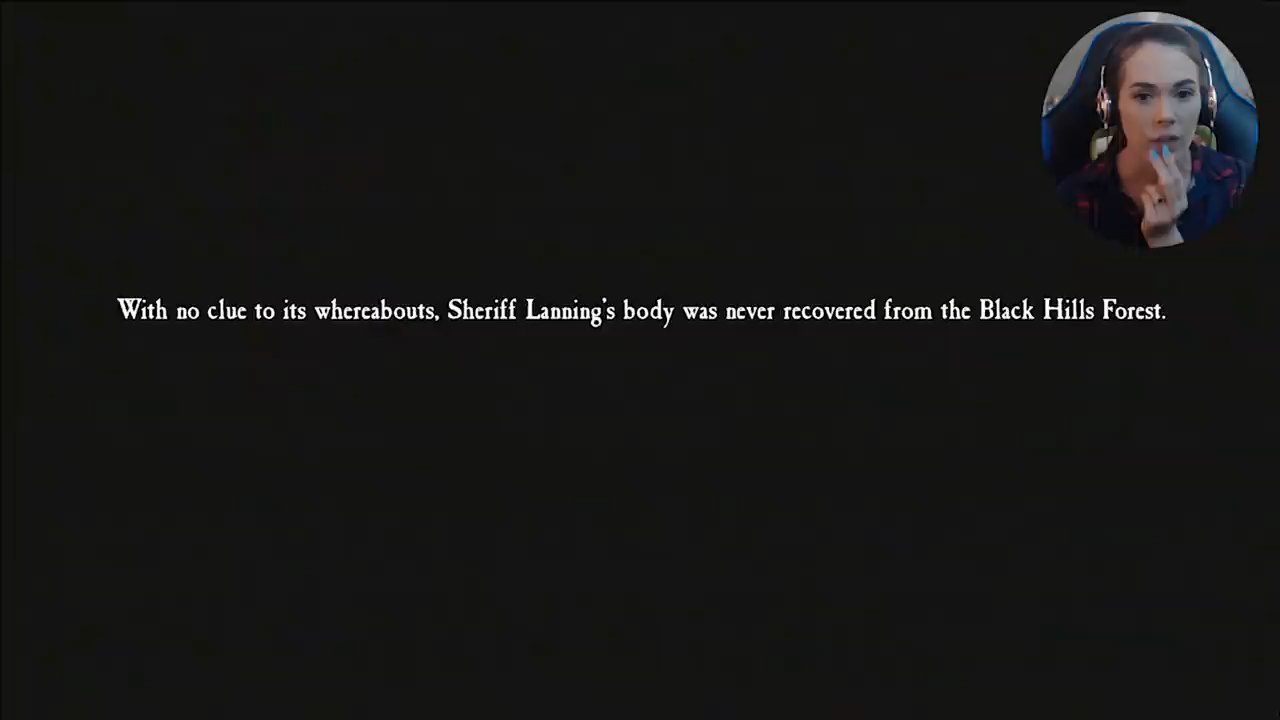 With no clue to its whereabouts, Sheriff Lanning's body was never recovered from the Black Hills Forest.